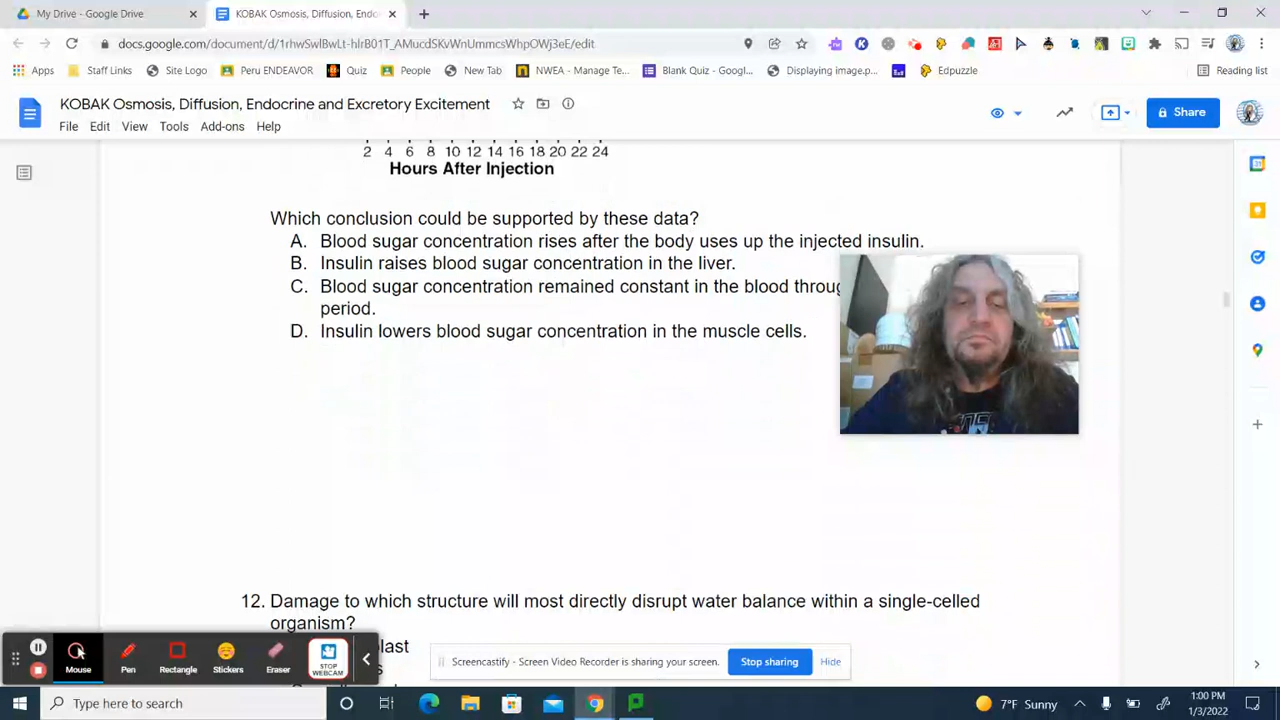 My Drive - Google Drive
KOBAK Osmosis, Diffusion, Endoc
docs.google.com/document/d/1rhwSwlBwLt-hlrB01T_AMudiSKvWnUmmcsWhpOWj3eE/edit
Apps
Staff Links
Site Log
Peru ENDEAVOR
Quiz
People
New Tab
NWEA - Manage Te...
Blank Quiz - Googl...
Displaying image.p...
Edpuzzle
Reading list
KOBAK Osmosis, Diffusion, Endocrine and Excretory Excitement
File Edit View Tools Add-ons Help
Share
2 4 6 8 10 12 14 16 18 20 22 24
Hours After Injection
Which conclusion could be supported by these data?
A. Blood sugar concentration rises after the body uses up the injected insulin.
B. Insulin raises blood sugar concentration in the liver.
C. Blood sugar concentration remained constant in the blood throug
period.
D. Insulin lowers blood sugar concentration in the muscle cells.
12. Damage to which structure will most directly disrupt water balance within a single-celled
organism?
last
Mouse Pen Rectangle Stickers Eraser STOP WEBCAM
Screencastify - Screen Video Recorder is sharing your screen. Stop sharing Hide
Type here to search
7°F Sunny
1:00 PM
1/3/2022